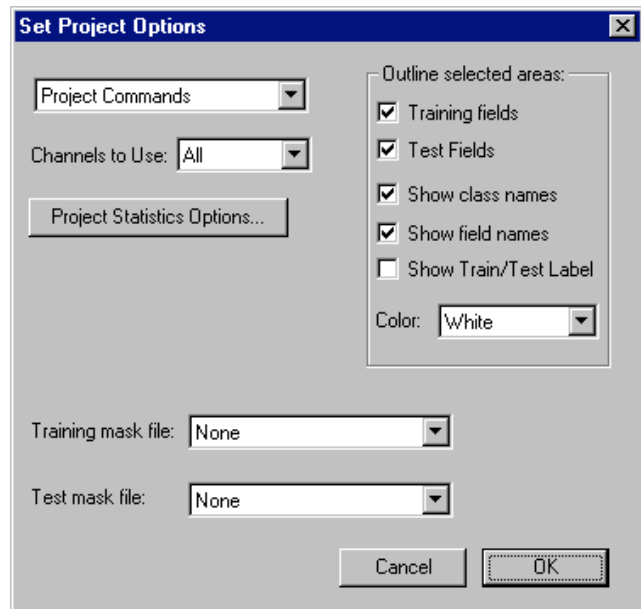 Set Project Options
Project Commands
Channels to Use: All
Project Statistics Options...
Outline selected areas:
Training fields
Test Fields
Show class names
Show field names
Show Train/Test Label
Color: White
Training mask file: None
Test mask file: None
Cancel OK